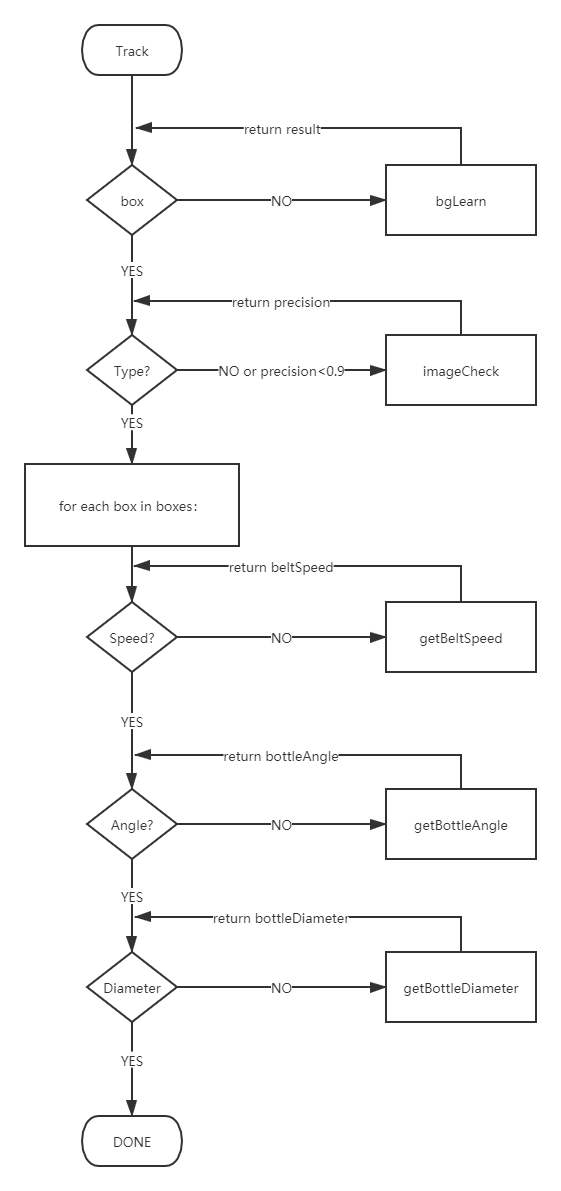 Track
return result
box
NO
bgLearn
YES
return precision
Type?
NO or precision<0.9
imageCheck
YES
for each box in boxes:
return beltSpeed
Speed?
NO
getBeltSpeed
YES
return bottleAngle
Angle?
NO
getBottleAngle
YES
return bottleDiameter
Diameter
NO
getBottleDiameter
YES
DONE